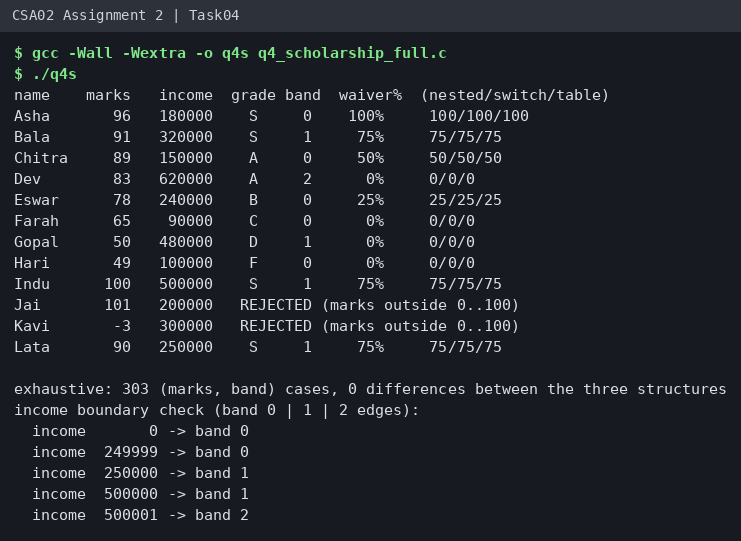 CSA02 Assignment 2 | Task04
$ gcc -Wall -Wextra -o q4s q4_scholarship_full.c
$ ./q4s
name    marks   income  grade band  waiver%  (nested/switch/table)
Asha       96   180000    S     0    100%     100/100/100
Bala       91   320000    S     1     75%     75/75/75
Chitra     89   150000    A     0     50%     50/50/50
Dev        83   620000    A     2      0%     0/0/0
Eswar      78   240000    B     0     25%     25/25/25
Farah      65    90000    C     0      0%     0/0/0
Gopal      50   480000    D     1      0%     0/0/0
Hari       49   100000    F     0      0%     0/0/0
Indu      100   500000    S     1     75%     75/75/75
Jai       101   200000   REJECTED (marks outside 0..100)
Kavi       -3   300000   REJECTED (marks outside 0..100)
Lata       90   250000    S     1     75%     75/75/75
exhaustive: 303 (marks, band) cases, 0 differences between the three structures
income boundary check (band 0 | 1 | 2 edges):
  income       0 -> band 0
  income  249999 -> band 0
  income  250000 -> band 1
  income  500000 -> band 1
  income  500001 -> band 2